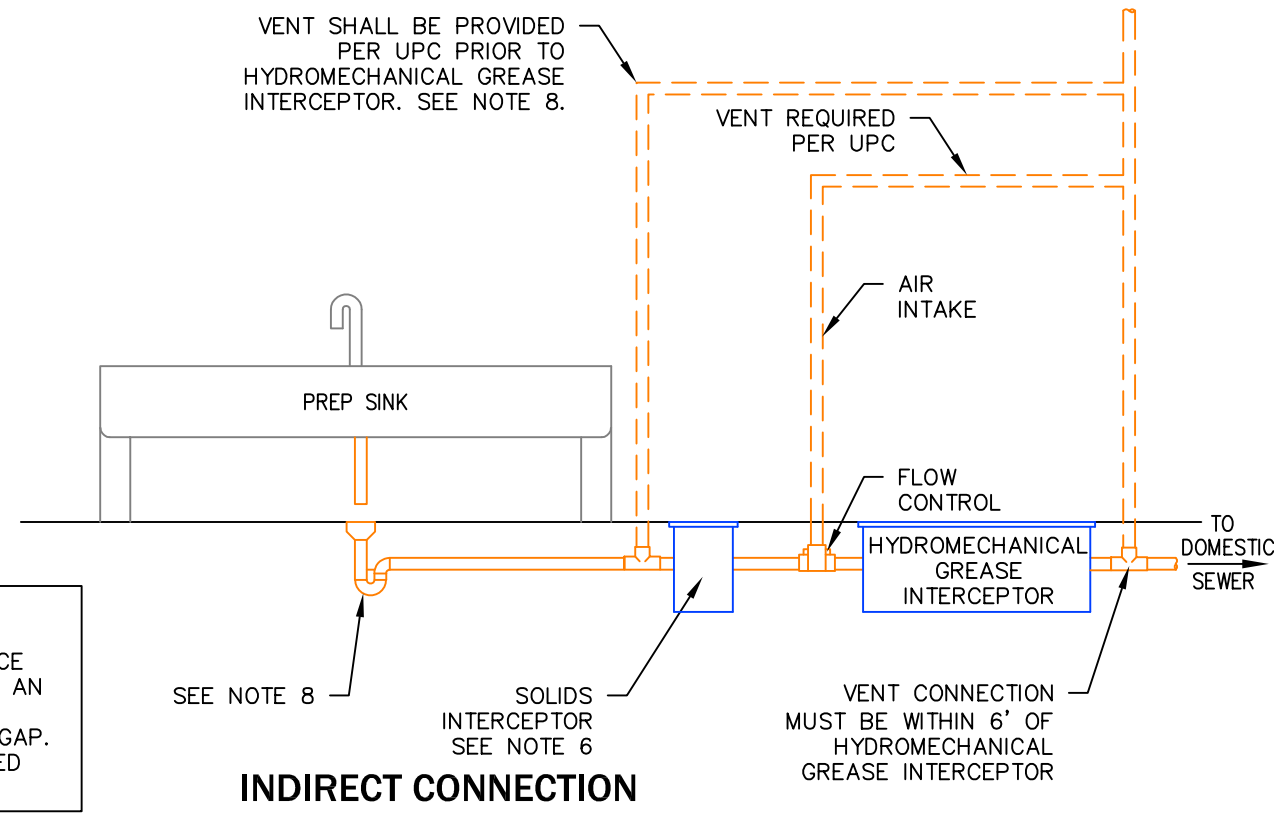 VENT SHALL BE PROVIDED
PER UPC PRIOR TO
HYDROMECHANICAL GREASE
INTERCEPTOR. SEE NOTE 8.
VENT REQUIRED
PER UPC
AIR
INTAKE
PREP SINK
FLOW
CONTROL
HYDROMECHANICAL
GREASE
INTERCEPTOR
TO
DOMESTIC
SEWER
CE
AN
GAP.
ED
SEE NOTE 8
SOLIDS
INTERCEPTOR
SEE NOTE 6
VENT CONNECTION
MUST BE WITHIN 6' OF
HYDROMECHANICAL
GREASE INTERCEPTOR
INDIRECT CONNECTION